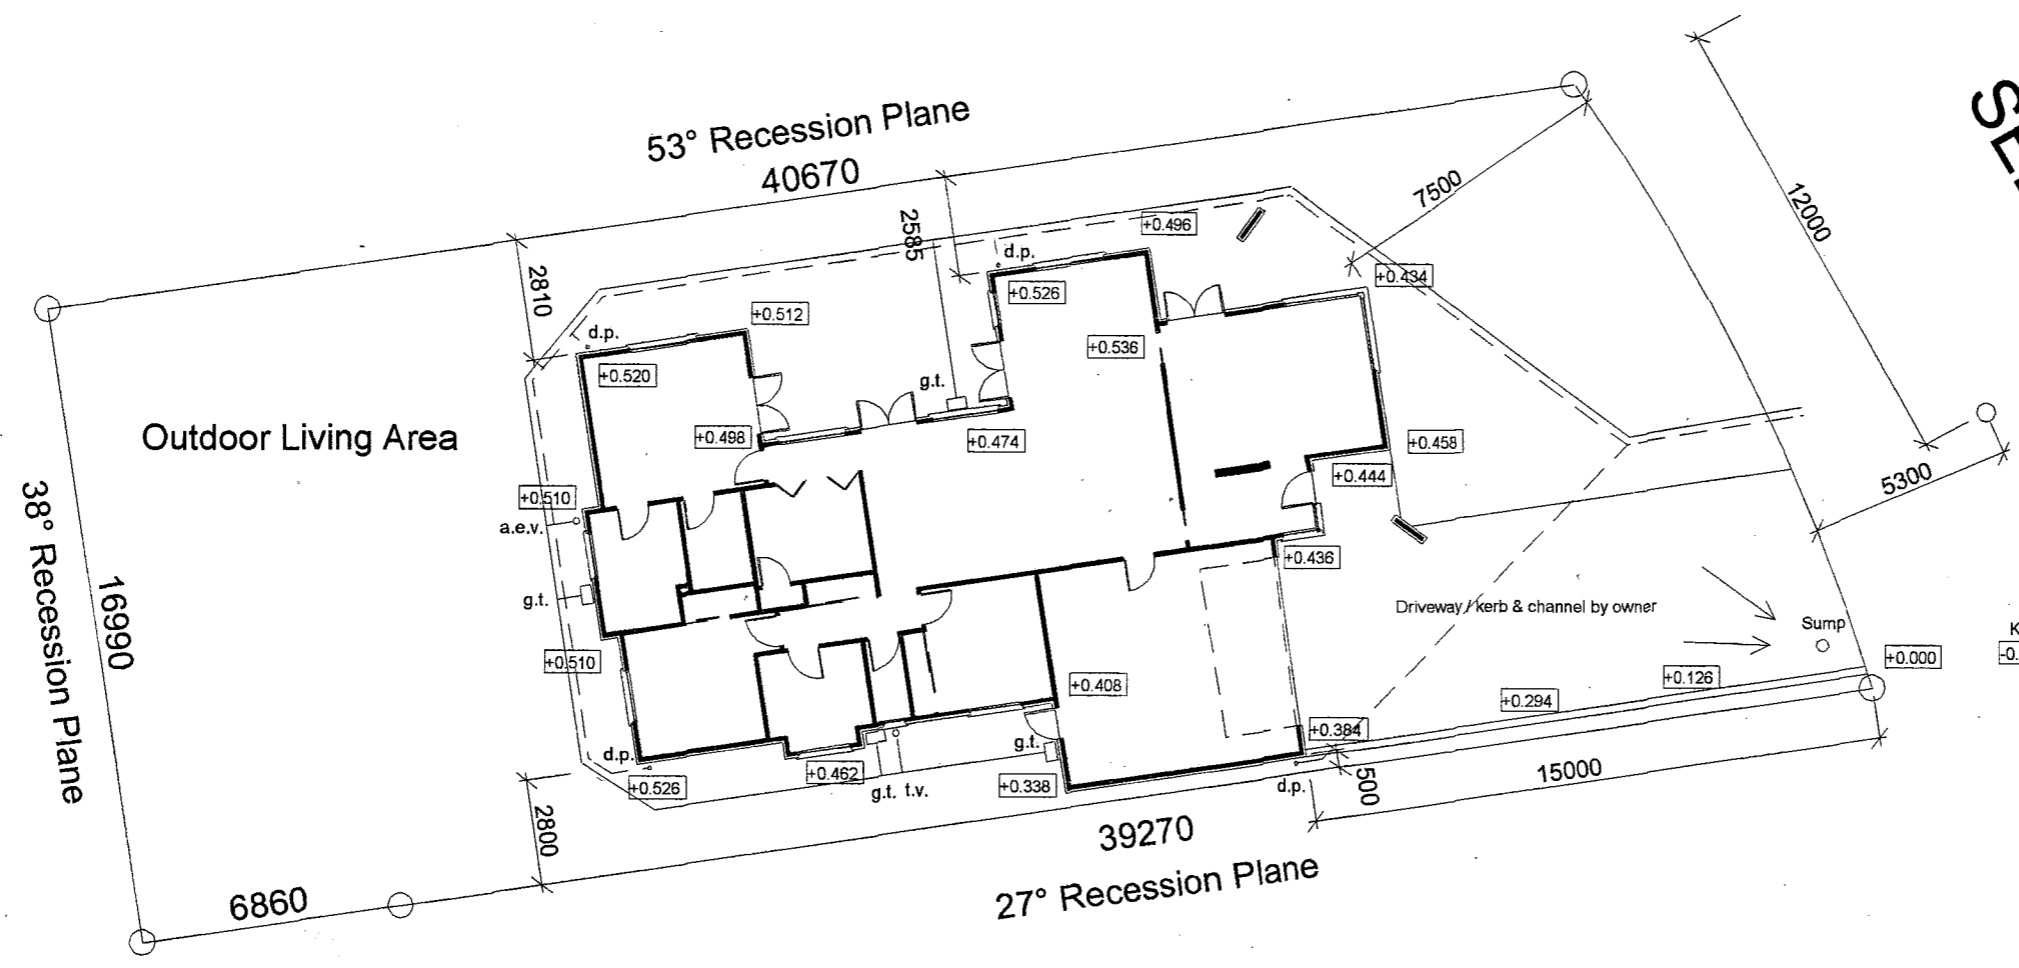 53° Recession Plane
40670
2810
2585
7500
12000
SE
5300
+0.496
+0.434
d.p.
+0.526
+0.512
d.p.
+0.520
+0.536
g.t.
+0.498
+0.474
+0.458
+0.444
Outdoor Living Area
+0.510
a.e.v.
g.t.
+0.436
Driveway / kerb & channel by owner
Sump
+0.000
K
-0.
+0.510
+0.408
+0.126
+0.294
+0.384
g.t.
d.p.
+0.526
+0.462
g.t. t.v.
+0.338
d.p.
500
15000
38° Recession Plane
16990
2800
39270
27° Recession Plane
6860